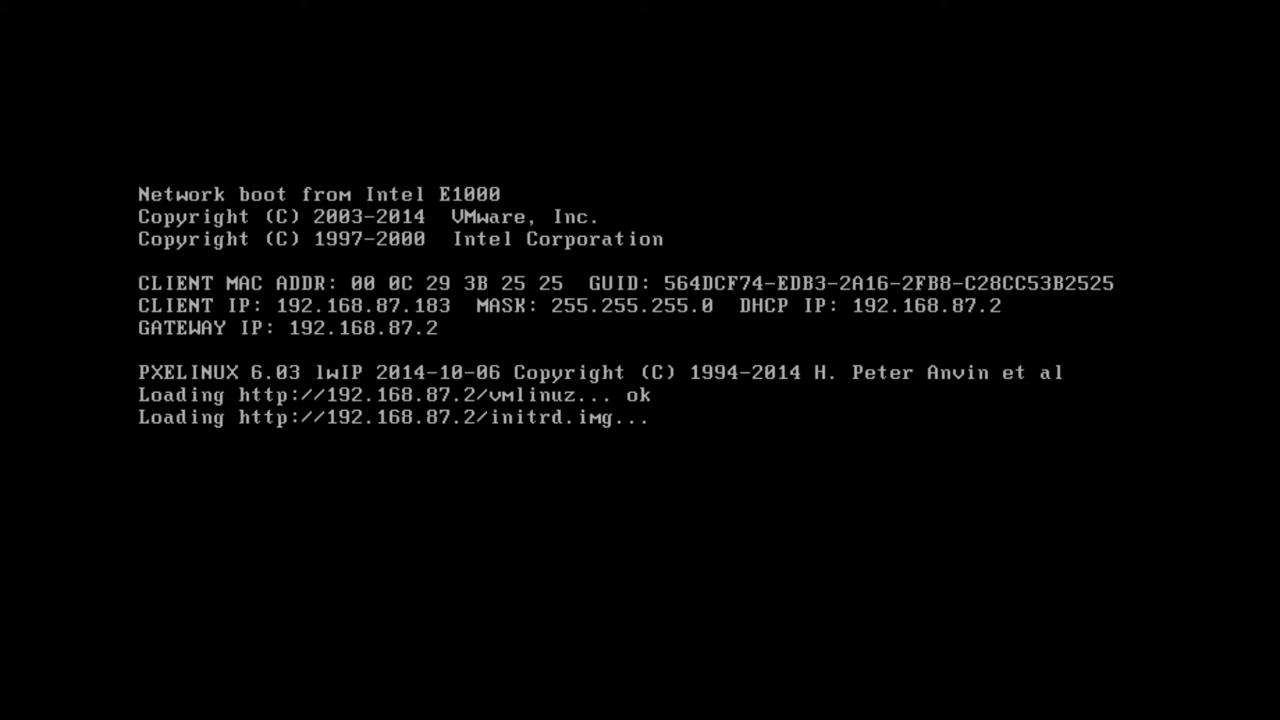 Network boot from Intel E1000
Copyright (C) 2003-2014  VMware, Inc.
Copyright (C) 1997-2000  Intel Corporation
CLIENT MAC ADDR: 00 0C 29 3B 25 25  GUID: 564DCF74-EDB3-2A16-2FB8-C28CC53B2525
CLIENT IP: 192.168.87.183  MASK: 255.255.255.0  DHCP IP: 192.168.87.2
GATEWAY IP: 192.168.87.2
PXELINUX 6.03 lwIP 2014-10-06 Copyright (C) 1994-2014 H. Peter Anvin et al
Loading http://192.168.87.2/vmlinuz... ok
Loading http://192.168.87.2/initrd.img...